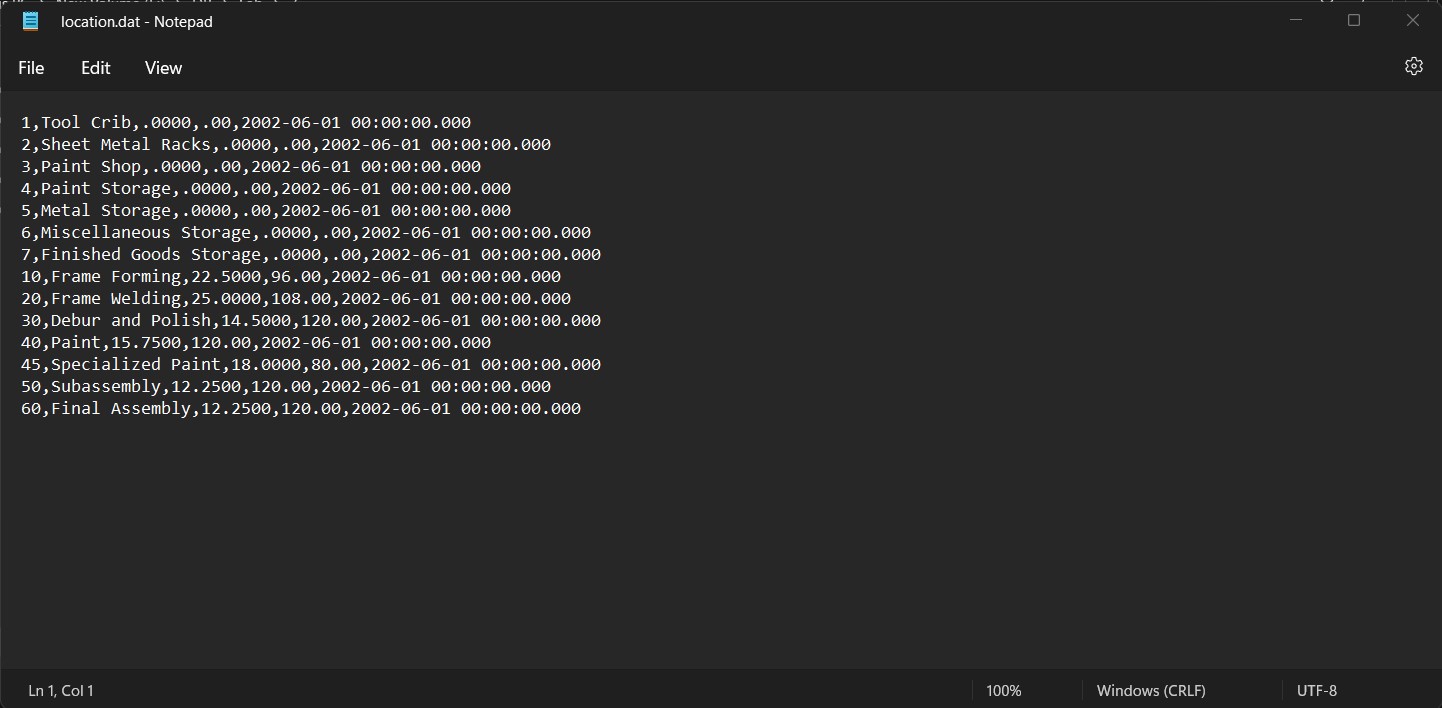 location.dat - Notepad
File Edit View
1,Tool Crib,.0000,.00,2002-06-01 00:00:00.000
2,Sheet Metal Racks,.0000,.00,2002-06-01 00:00:00.000
3,Paint Shop,.0000,.00,2002-06-01 00:00:00.000
4,Paint Storage,.0000,.00,2002-06-01 00:00:00.000
5,Metal Storage,.0000,.00,2002-06-01 00:00:00.000
6,Miscellaneous Storage,.0000,.00,2002-06-01 00:00:00.000
7,Finished Goods Storage,.0000,.00,2002-06-01 00:00:00.000
10,Frame Forming,22.5000,96.00,2002-06-01 00:00:00.000
20,Frame Welding,25.0000,108.00,2002-06-01 00:00:00.000
30,Debur and Polish,14.5000,120.00,2002-06-01 00:00:00.000
40,Paint,15.7500,120.00,2002-06-01 00:00:00.000
45,Specialized Paint,18.0000,80.00,2002-06-01 00:00:00.000
50,Subassembly,12.2500,120.00,2002-06-01 00:00:00.000
60,Final Assembly,12.2500,120.00,2002-06-01 00:00:00.000
Ln 1, Col 1 100% Windows (CRLF) UTF-8